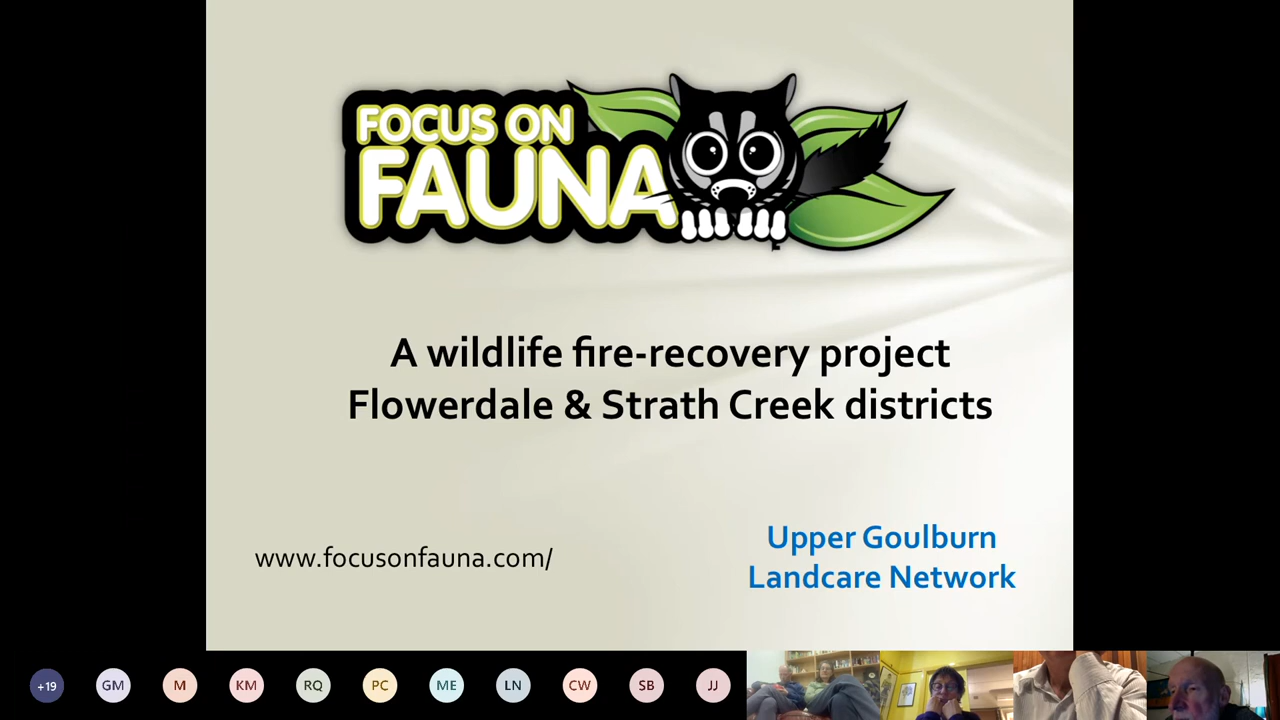 FOCUS ON
FAUNA
A wildlife fire-recovery project
Flowerdale & Strath Creek districts
www.focusonfauna.com/
Upper Goulburn
Landcare Network
+19
GM
M
KM
RQ
PC
ME
LN
CW
SB
JJ